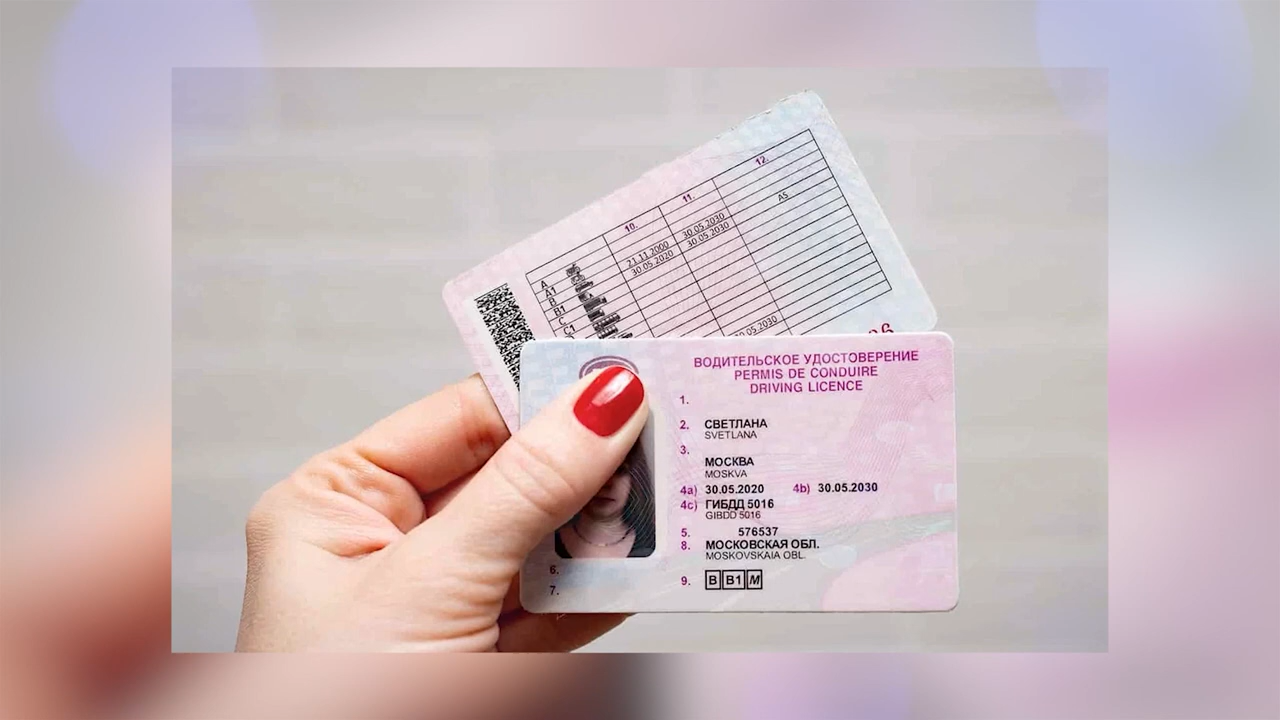 10. 11. 12.
A
A1
B 21.11.2000 30.05.2030 AS
B1 30.05.2020 30.05.2030
C
C1
30.05.2030
ВОДИТЕЛЬСКОЕ УДОСТОВЕРЕНИЕ
PERMIS DE CONDUIRE
DRIVING LICENCE
1.
2. СВЕТЛАНА
SVETLANA
3.
МОСКВА
MOSKVA
4a) 30.05.2020 4b) 30.05.2030
4c) ГИБДД 5016
GIBDD 5016
5. 576537
8. МОСКОВСКАЯ ОБЛ.
MOSKOVSKAIA OBL.
6.
7.
9. B B1 M